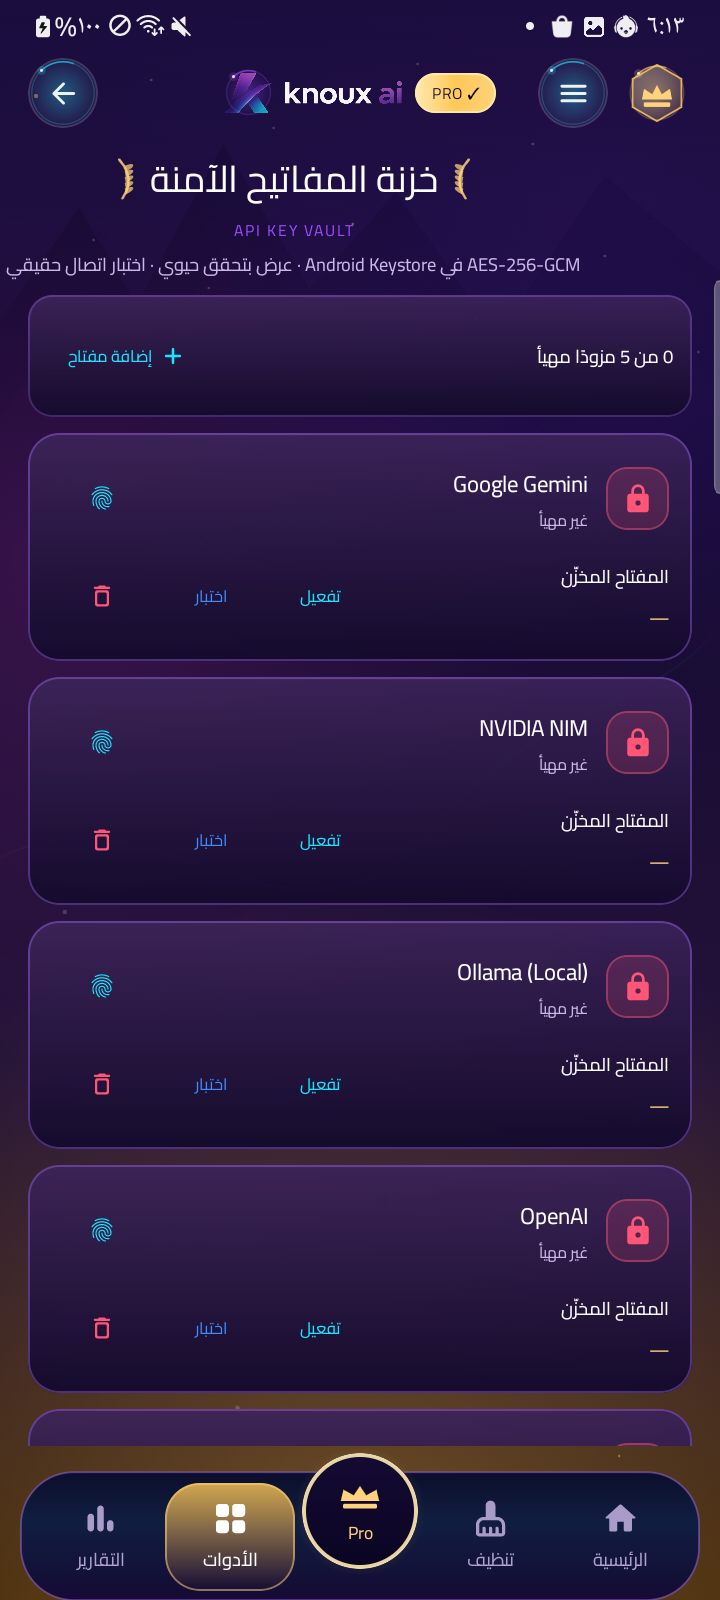 ٦:١٣
%١٠٠
knoux ai
PRO ✓
خزنة المفاتيح الآمنة
API KEY VAULT
AES-256-GCM في Android Keystore · عرض بتحقق حيوي · اختبار اتصال حقيقي
0 من 5 مزودًا مهيأ
+ إضافة مفتاح
Google Gemini
غير مهيأ
المفتاح المخزّن
—
تفعيل
اختبار
NVIDIA NIM
غير مهيأ
المفتاح المخزّن
—
تفعيل
اختبار
Ollama (Local)
غير مهيأ
المفتاح المخزّن
—
تفعيل
اختبار
OpenAI
غير مهيأ
المفتاح المخزّن
—
تفعيل
اختبار
الرئيسية
تنظيف
Pro
الأدوات
التقارير